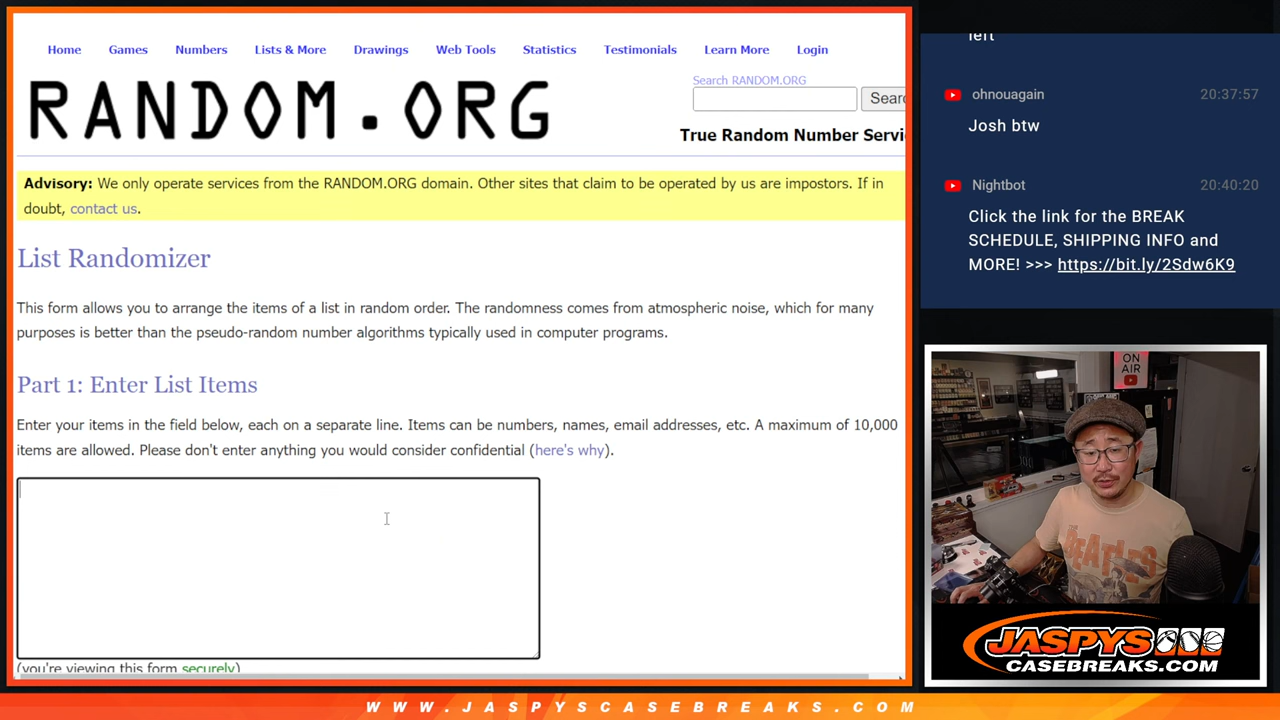 Home Games Numbers Lists & More Drawings Web Tools Statistics Testimonials Learn More Login
RANDOM.ORG
Search RANDOM.ORG
Searc
True Random Number Servi
Advisory: We only operate services from the RANDOM.ORG domain. Other sites that claim to be operated by us are impostors. If in
doubt, contact us.
List Randomizer
This form allows you to arrange the items of a list in random order. The randomness comes from atmospheric noise, which for many
purposes is better than the pseudo-random number algorithms typically used in computer programs.
Part 1: Enter List Items
Enter your items in the field below, each on a separate line. Items can be numbers, names, email addresses, etc. A maximum of 10,000
items are allowed. Please don't enter anything you would consider confidential (here's why).
(you're viewing this form securely)
left
ohnouagain 20:37:57
Josh btw
Nightbot 20:40:20
Click the link for the BREAK
SCHEDULE, SHIPPING INFO and
MORE! >>> https://bit.ly/2Sdw6K9
ON
AIR
THE
BEATLES
JASPYS
CASEBREAKS.COM
WWW.JASPYSCASEBREAKS.COM